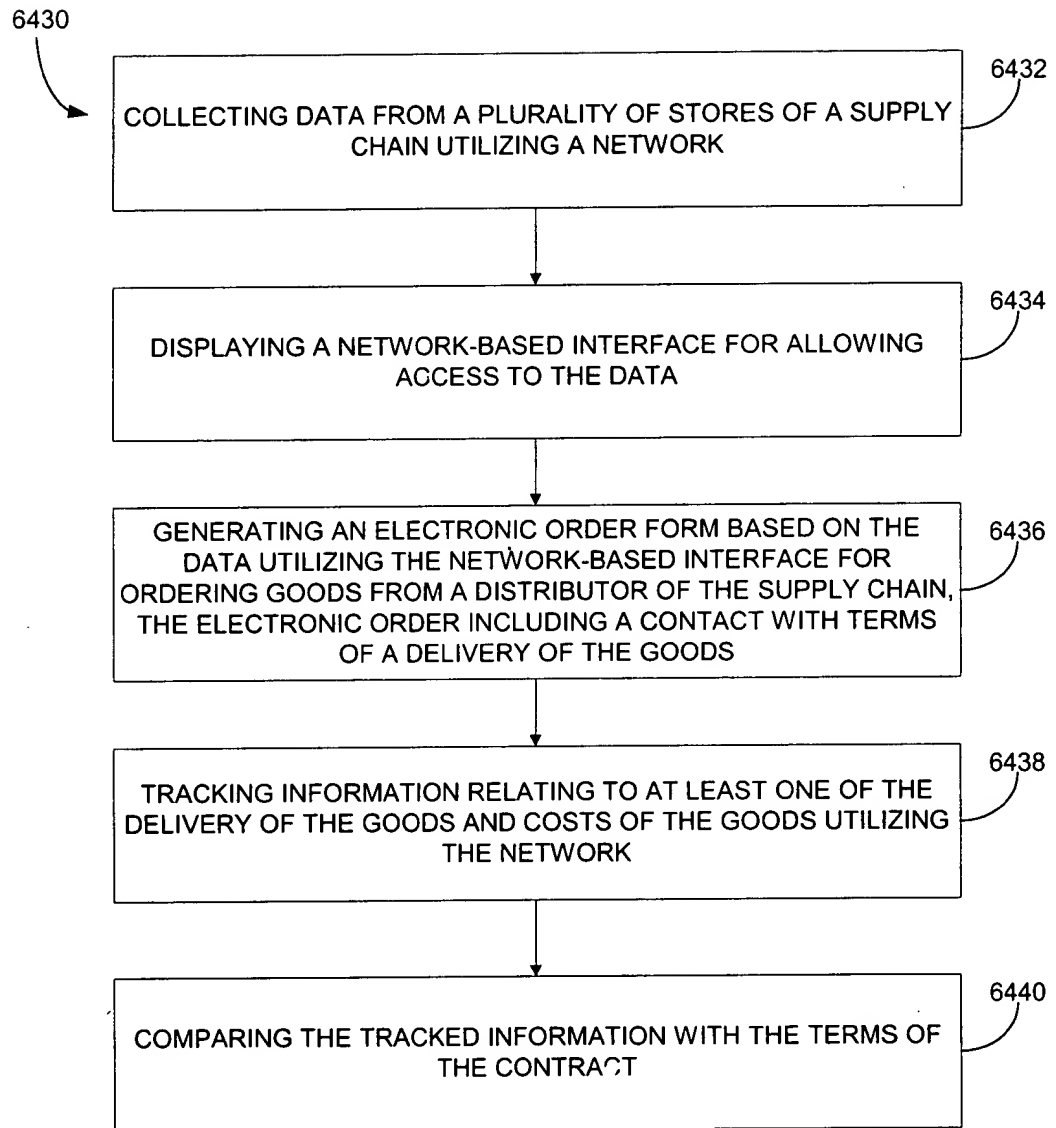 6430
6432
COLLECTING DATA FROM A PLURALITY OF STORES OF A SUPPLY
CHAIN UTILIZING A NETWORK
6434
DISPLAYING A NETWORK-BASED INTERFACE FOR ALLOWING
ACCESS TO THE DATA
6436
GENERATING AN ELECTRONIC ORDER FORM BASED ON THE
DATA UTILIZING THE NETWORK-BASED INTERFACE FOR
ORDERING GOODS FROM A DISTRIBUTOR OF THE SUPPLY CHAIN,
THE ELECTRONIC ORDER INCLUDING A CONTACT WITH TERMS
OF A DELIVERY OF THE GOODS
6438
TRACKING INFORMATION RELATING TO AT LEAST ONE OF THE
DELIVERY OF THE GOODS AND COSTS OF THE GOODS UTILIZING
THE NETWORK
6440
COMPARING THE TRACKED INFORMATION WITH THE TERMS OF
THE CONTRACT